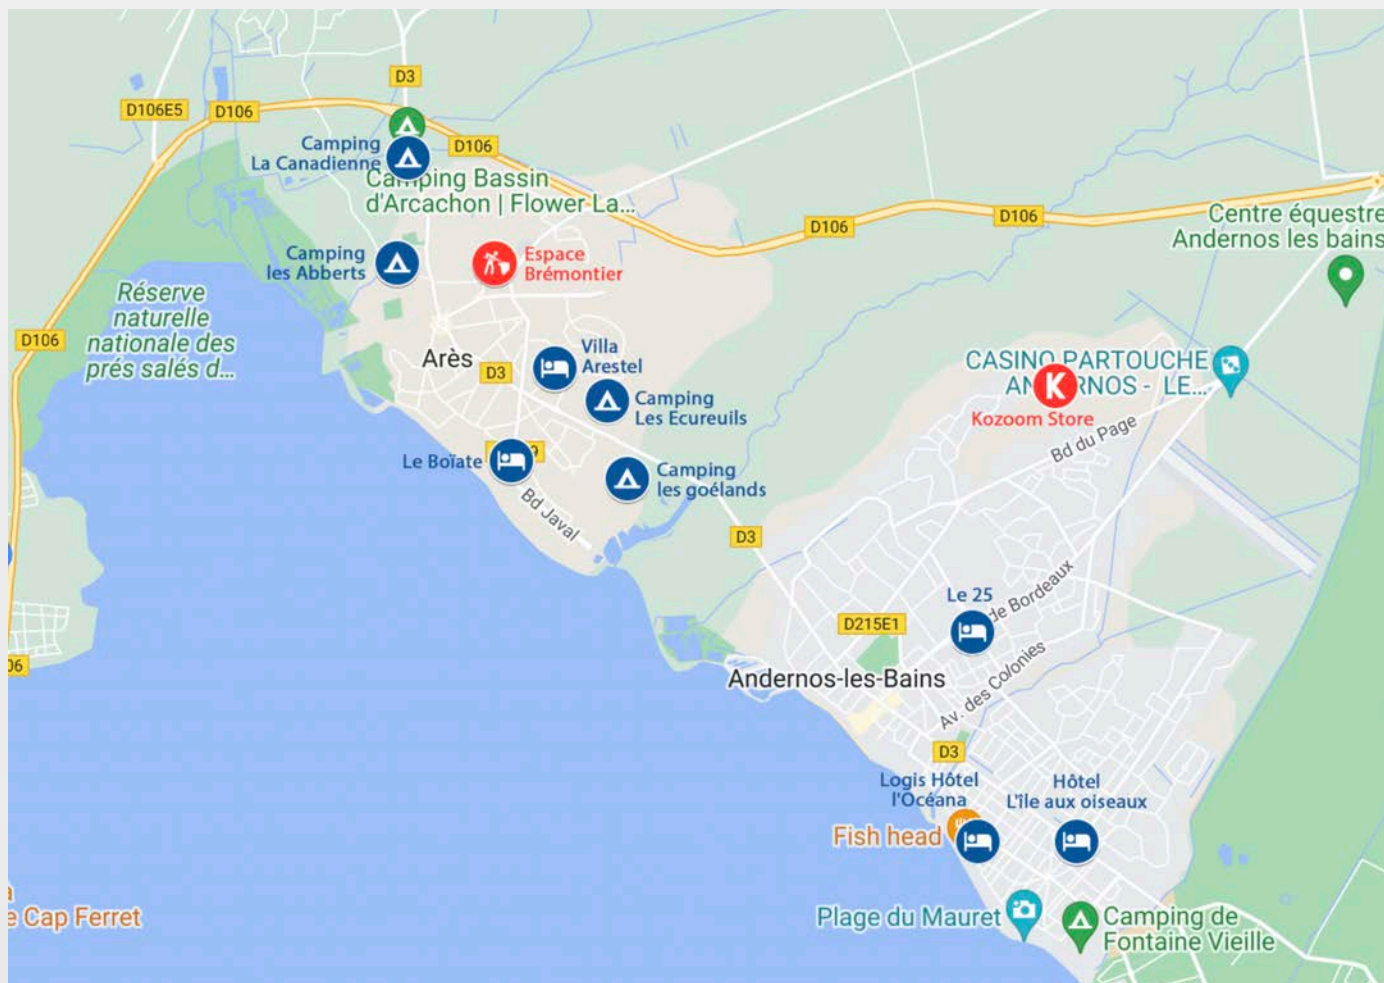 D3
D106E5
D106
Camping
La Canadienne
D106
Camping Bassin
d'Arcachon | Flower La...
D106
D106
Centre équestre
Andernos les bains
Camping
les Abberts
Espace
Brémontier
Réserve
naturelle
nationale des
prés salés d...
D106
Arès
D3
Villa
Arestel
CASINO PARTOUCHE
LE...
K
Kozoom Store
Camping
Les Ecureuils
Bd du Page
Le Boïate
9
Camping
les goélands
Bd Javal
D3
Le 25
de Bordeaux
D215E1
06
Andernos-les-Bains
Av. des Colonies
D3
Logis Hôtel
l'Océana
Hôtel
L'île aux oiseaux
Fish head
a
e Cap Ferret
Plage du Mauret
Camping de
Fontaine Vieille